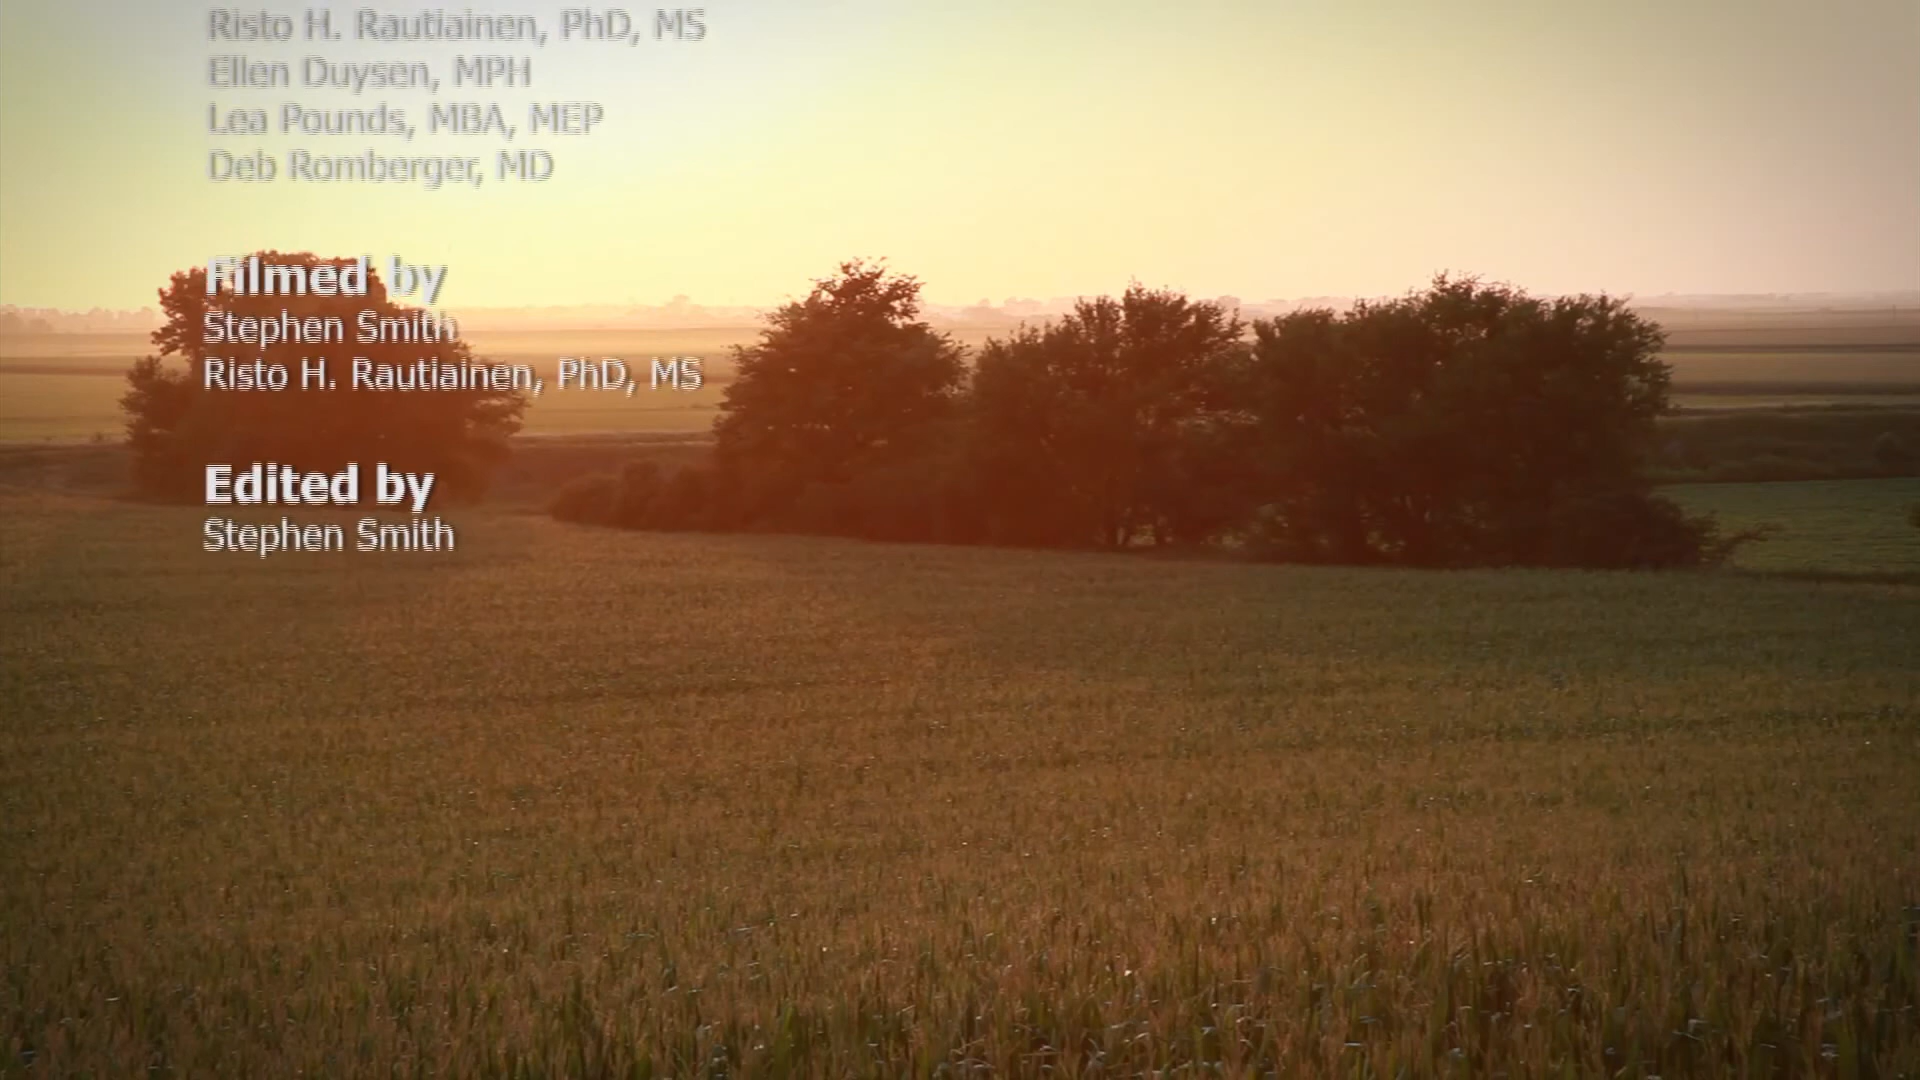 Risto H. Rautiainen, PhD, MS
Ellen Duysen, MPH
Lea Pounds, MBA, MEP
Deb Romberger, MD
Filmed by
Stephen Smith
Risto H. Rautiainen, PhD, MS
Edited by
Stephen Smith